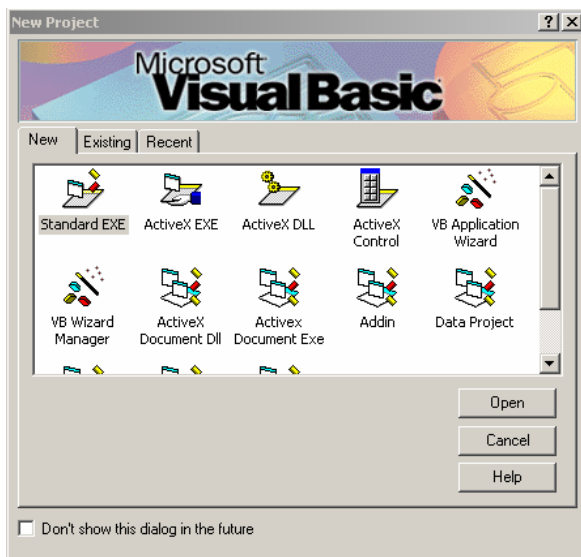 New Project
Microsoft
Visual Basic
New Existing Recent
Standard EXE ActiveX EXE ActiveX DLL ActiveX Control VB Application Wizard
VB Wizard Manager ActiveX Document Dll Activex Document Exe Addin Data Project
Open
Cancel
Help
Don't show this dialog in the future